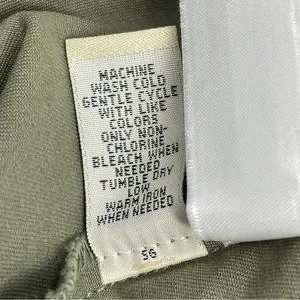 MACHINE
WASH COLD
GENTLE CYCLE
WITH LIKE
COLORS
ONLY NON-
CHLORINE
BLEACH WHEN
NEEDED
TUMBLE DRY
LOW
WARM IRON
WHEN NEEDED
SG